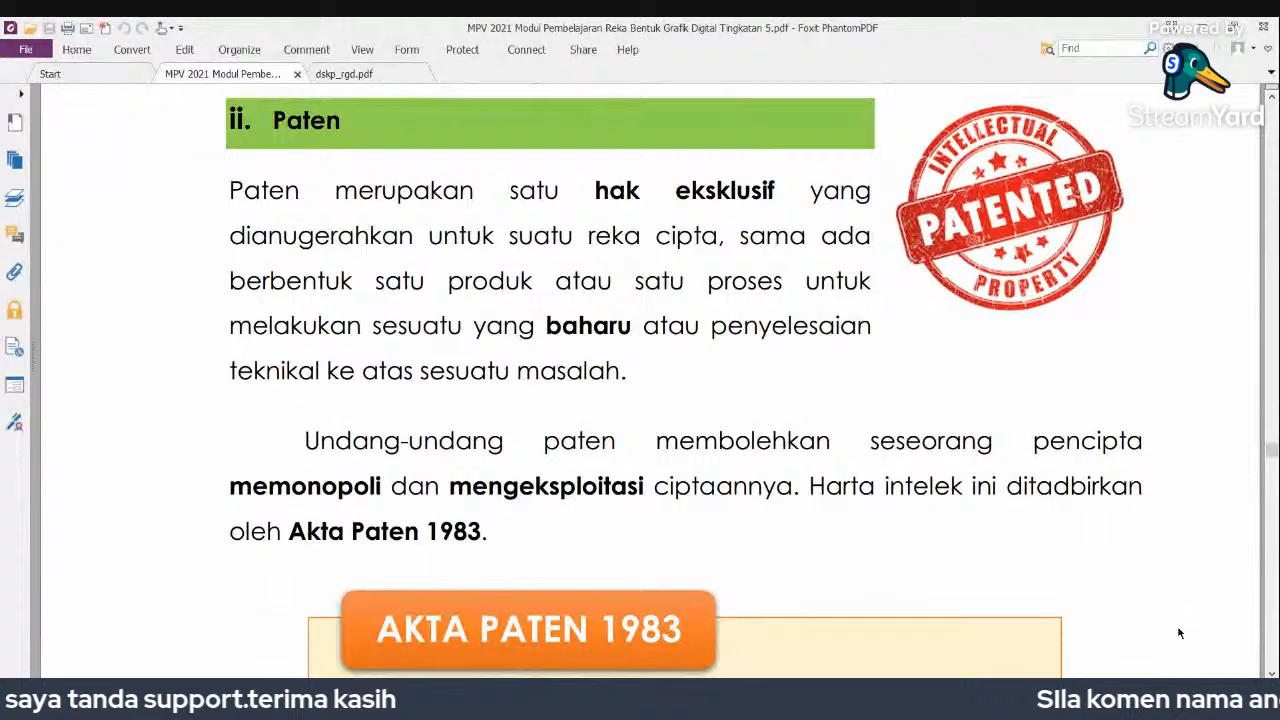 MPV 2021 Modul Pembelajaran Reka Bentuk Grafik Digital Tingkatan 5.pdf - Foxit PhantomPDF
Powered by
File Home Convert Edit Organize Comment View Form Protect Connect Share Help
Find
Start MPV 2021 Modul Pembe... dskp_rgd.pdf
StreamYard
ii. Paten
INTELLECTUAL
PATENTED
PROPERTY
Paten merupakan satu hak eksklusif yang
dianugerahkan untuk suatu reka cipta, sama ada
berbentuk satu produk atau satu proses untuk
melakukan sesuatu yang baharu atau penyelesaian
teknikal ke atas sesuatu masalah.
Undang-undang paten membolehkan seseorang pencipta
memonopoli dan mengeksploitasi ciptaannya. Harta intelek ini ditadbirkan
oleh Akta Paten 1983.
AKTA PATEN 1983
saya tanda support.terima kasih
SIla komen nama an